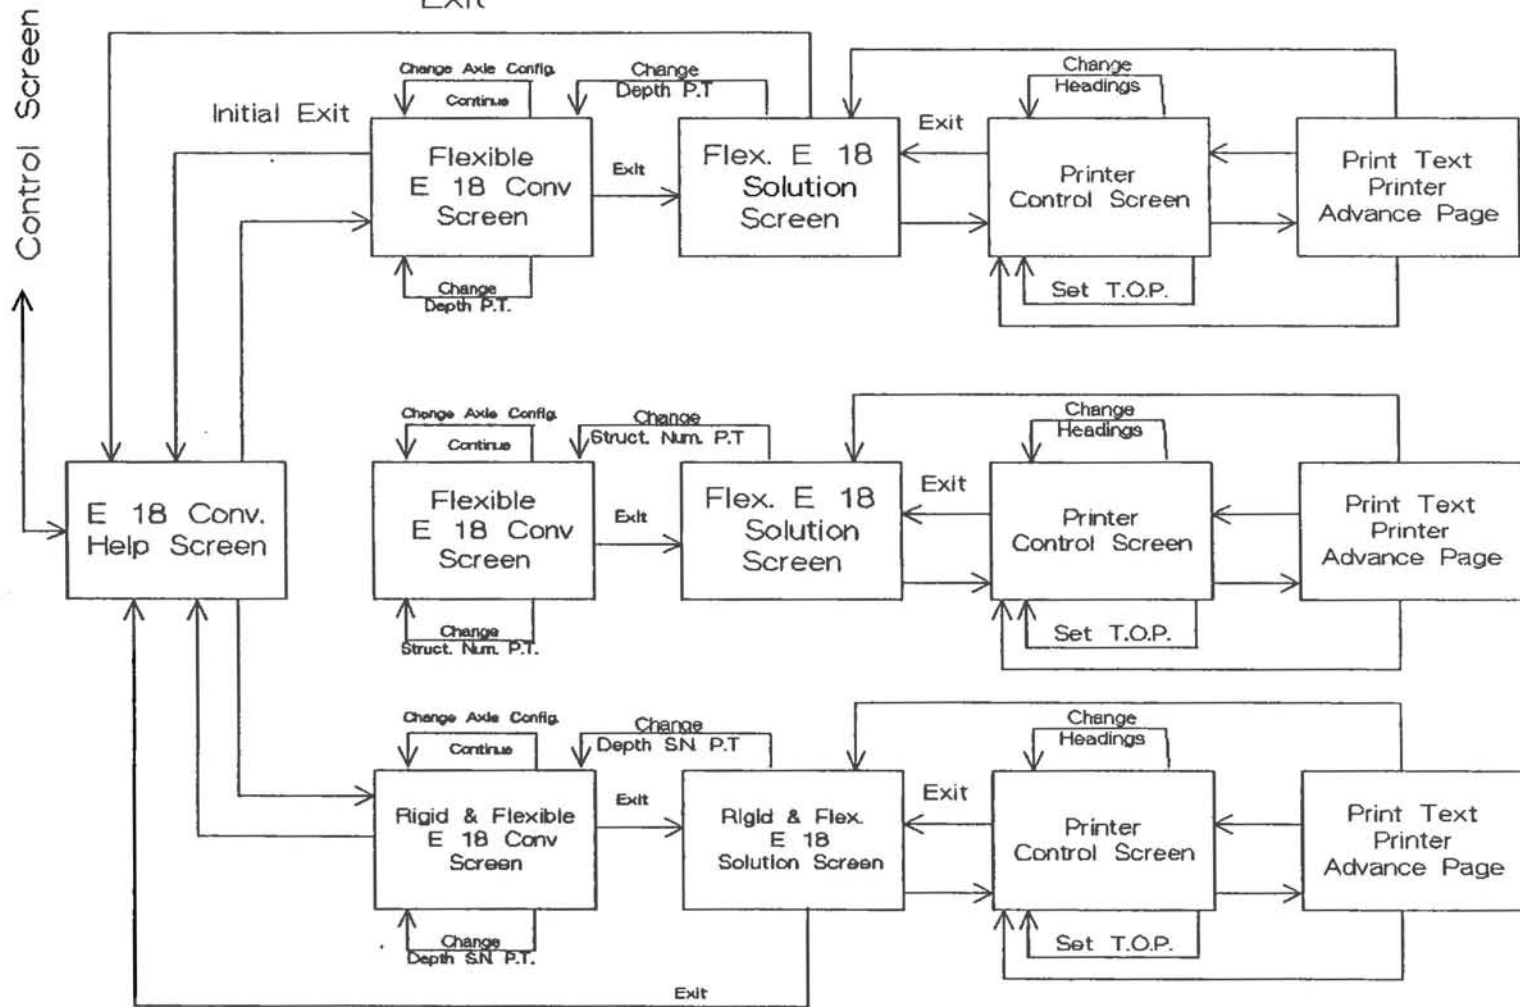 Exit
Control Screen
Change Axle Config.
Continue
Change
Depth P.T
Change
Headings
Initial Exit
Flexible
E 18 Conv
Screen
Exit
Flex. E 18
Solution
Screen
Exit
Printer
Control Screen
Print Text
Printer
Advance Page
Change
Depth P.T.
Set T.O.P.
Change Axle Config.
Continue
Change
Struct. Num. P.T
Change
Headings
E 18 Conv.
Help Screen
Flexible
E 18 Conv
Screen
Exit
Flex. E 18
Solution
Screen
Exit
Printer
Control Screen
Print Text
Printer
Advance Page
Change
Struct. Num. P.T.
Set T.O.P.
Change Axle Config.
Continue
Change
Depth S.N. P.T
Change
Headings
Rigid & Flexible
E 18 Conv
Screen
Exit
Rigid & Flex.
E 18
Solution Screen
Exit
Printer
Control Screen
Print Text
Printer
Advance Page
Change
Depth S.N. P.T.
Set T.O.P.
Exit